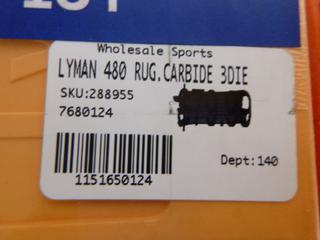 Wholesale Sports
LYMAN 480 RUG.CARBIDE 3DIE
SKU:288955
7680124
Dept:140
1151650124